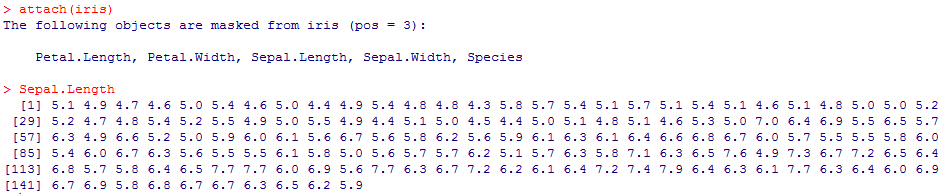 > attach(iris)
The following objects are masked from iris (pos = 3):
Petal.Length, Petal.Width, Sepal.Length, Sepal.Width, Species
> Sepal.Length
[1] 5.1 4.9 4.7 4.6 5.0 5.4 4.6 5.0 4.4 4.9 5.4 4.8 4.8 4.3 5.8 5.7 5.4 5.1 5.7 5.1 5.4 5.1 4.6 5.1 4.8 5.0 5.0 5.2
[29] 5.2 4.7 4.8 5.4 5.2 5.5 4.9 5.0 5.5 4.9 4.4 5.1 5.0 4.5 4.4 5.0 5.1 4.8 5.1 4.6 5.3 5.0 7.0 6.4 6.9 5.5 6.5 5.7
[57] 6.3 4.9 6.6 5.2 5.0 5.9 6.0 6.1 5.6 6.7 5.6 5.8 6.2 5.6 5.9 6.1 6.3 6.1 6.4 6.6 6.8 6.7 6.0 5.7 5.5 5.5 5.8 6.0
[85] 5.4 6.0 6.7 6.3 5.6 5.5 5.5 6.1 5.8 5.0 5.6 5.7 5.7 6.2 5.1 5.7 6.3 5.8 7.1 6.3 6.5 7.6 4.9 7.3 6.7 7.2 6.5 6.4
[113] 6.8 5.7 5.8 6.4 6.5 7.7 7.7 6.0 6.9 5.6 7.7 6.3 6.7 7.2 6.2 6.1 6.4 7.2 7.4 7.9 6.4 6.3 6.1 7.7 6.3 6.4 6.0 6.9
[141] 6.7 6.9 5.8 6.8 6.7 6.7 6.3 6.5 6.2 5.9